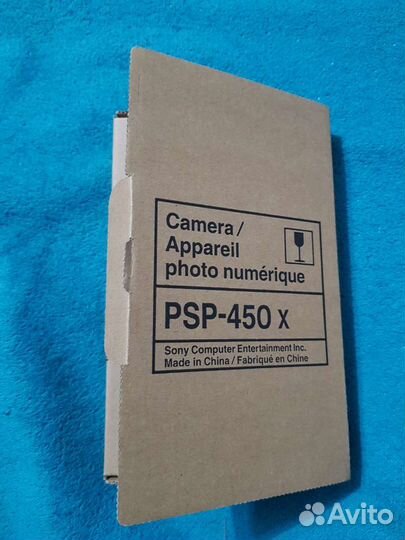 Camera /
Appareil
photo numérique
PSP-450 x
Sony Computer Entertainment Inc.
Made in China / Fabriqué en Chine
Avito